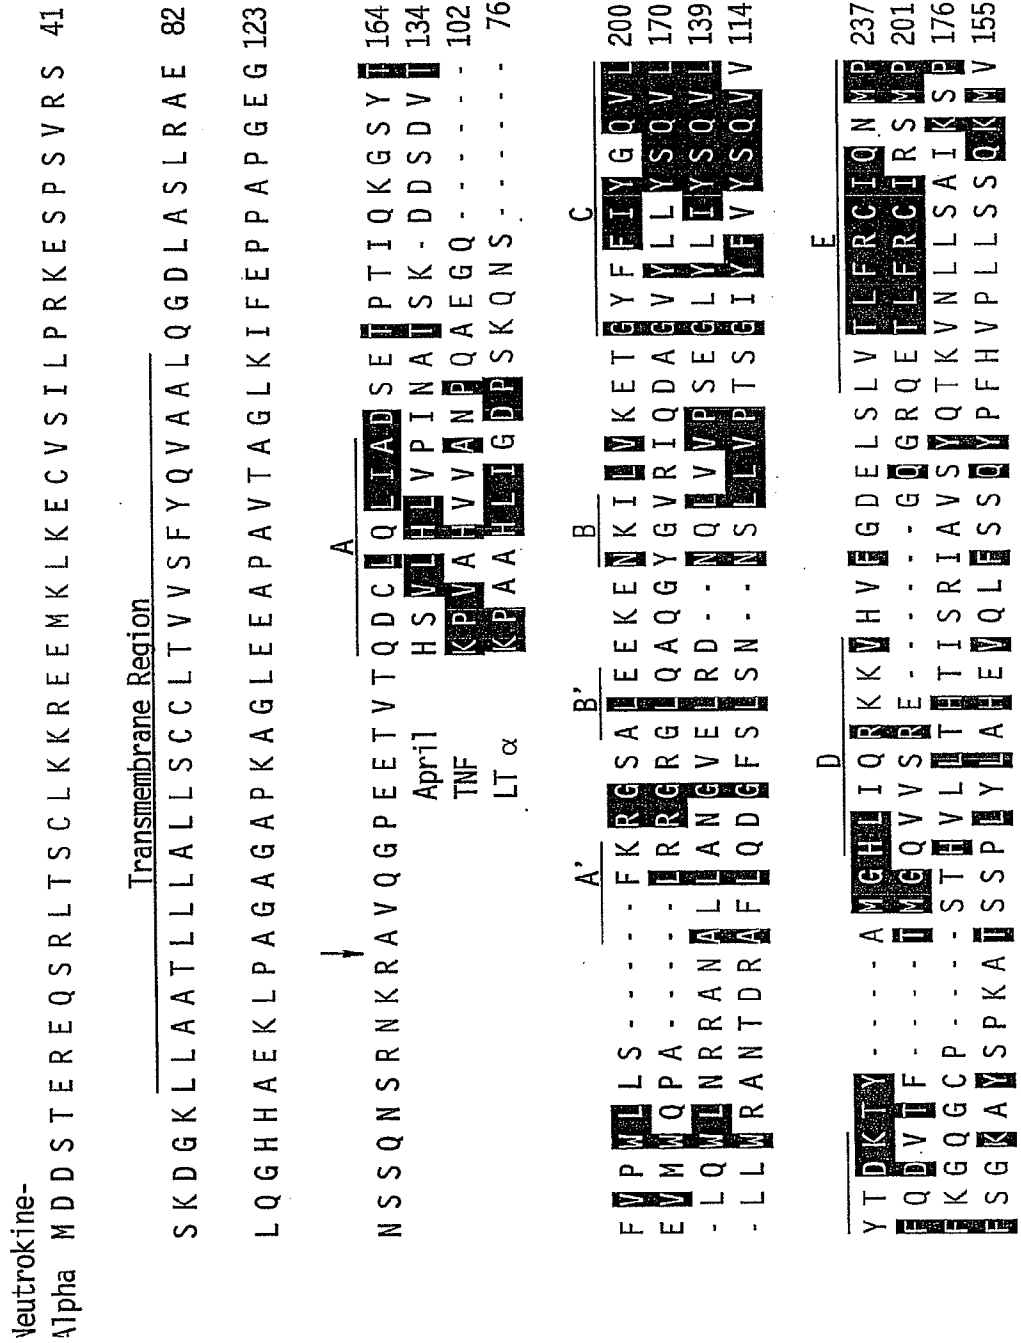 Neutrokine-
Alpha M D D S T E R E Q S R L T S C L K K R E E M K L K E C V S I L P R K E S P S V R S 41
Transmembrane Region
S K D G K L L A A T L L L A L L S C C L T V V S F Y Q V A A L Q G D L A S L R A E 82
L Q G H H A E K L P A G A G A P K A G L E E A P A V T A G L K I F E P P A P G E G 123
A
N S S Q N S R N K R A V Q G P E E T V T Q D C L Q L I A D S E T P T I Q K G S Y T 164
April H S V L H L V P I N A T S K - D D S D V T 134
TNF K P V A H V V A N P Q A E G Q - - - - - - 102
LT α K P A A H L I G D P S K Q N S - - - - - - 76
A' B' B C
F V P W L L S - - - - - F K R G S A L E E K E N K I L V K E T G Y F F I Y G Q V L 200
E V M W Q P A - - - - - L R R G R G L Q A Q G Y G V R I Q D A G V Y L L Y S Q V L 170
- L Q W L N R R A N A L L A N G V E L R D - - N Q L V V P S E G L Y L I Y S Q V L 139
- L L W R A N T D R A F L Q D G F S L S N - - N S L L V P T S G I Y F V Y S Q V V 114
D E
Y T D K T Y - - - - A M G H L I Q R K K V H V F G D E L S L V T L F R C I Q N M P 237
F Q D V T F - - - - T M G Q V V S R E - - - - - - G Q G R Q E T L F R C I R S M P 201
F K G Q G C P - - - - S T H V L L T H T I S R I A V S Y Q T K V N L L S A I K S P 176
F S G K A Y S P K A T S S P L Y L A H E V Q L F S S Q Y P F H V P L L S S Q K M V 155